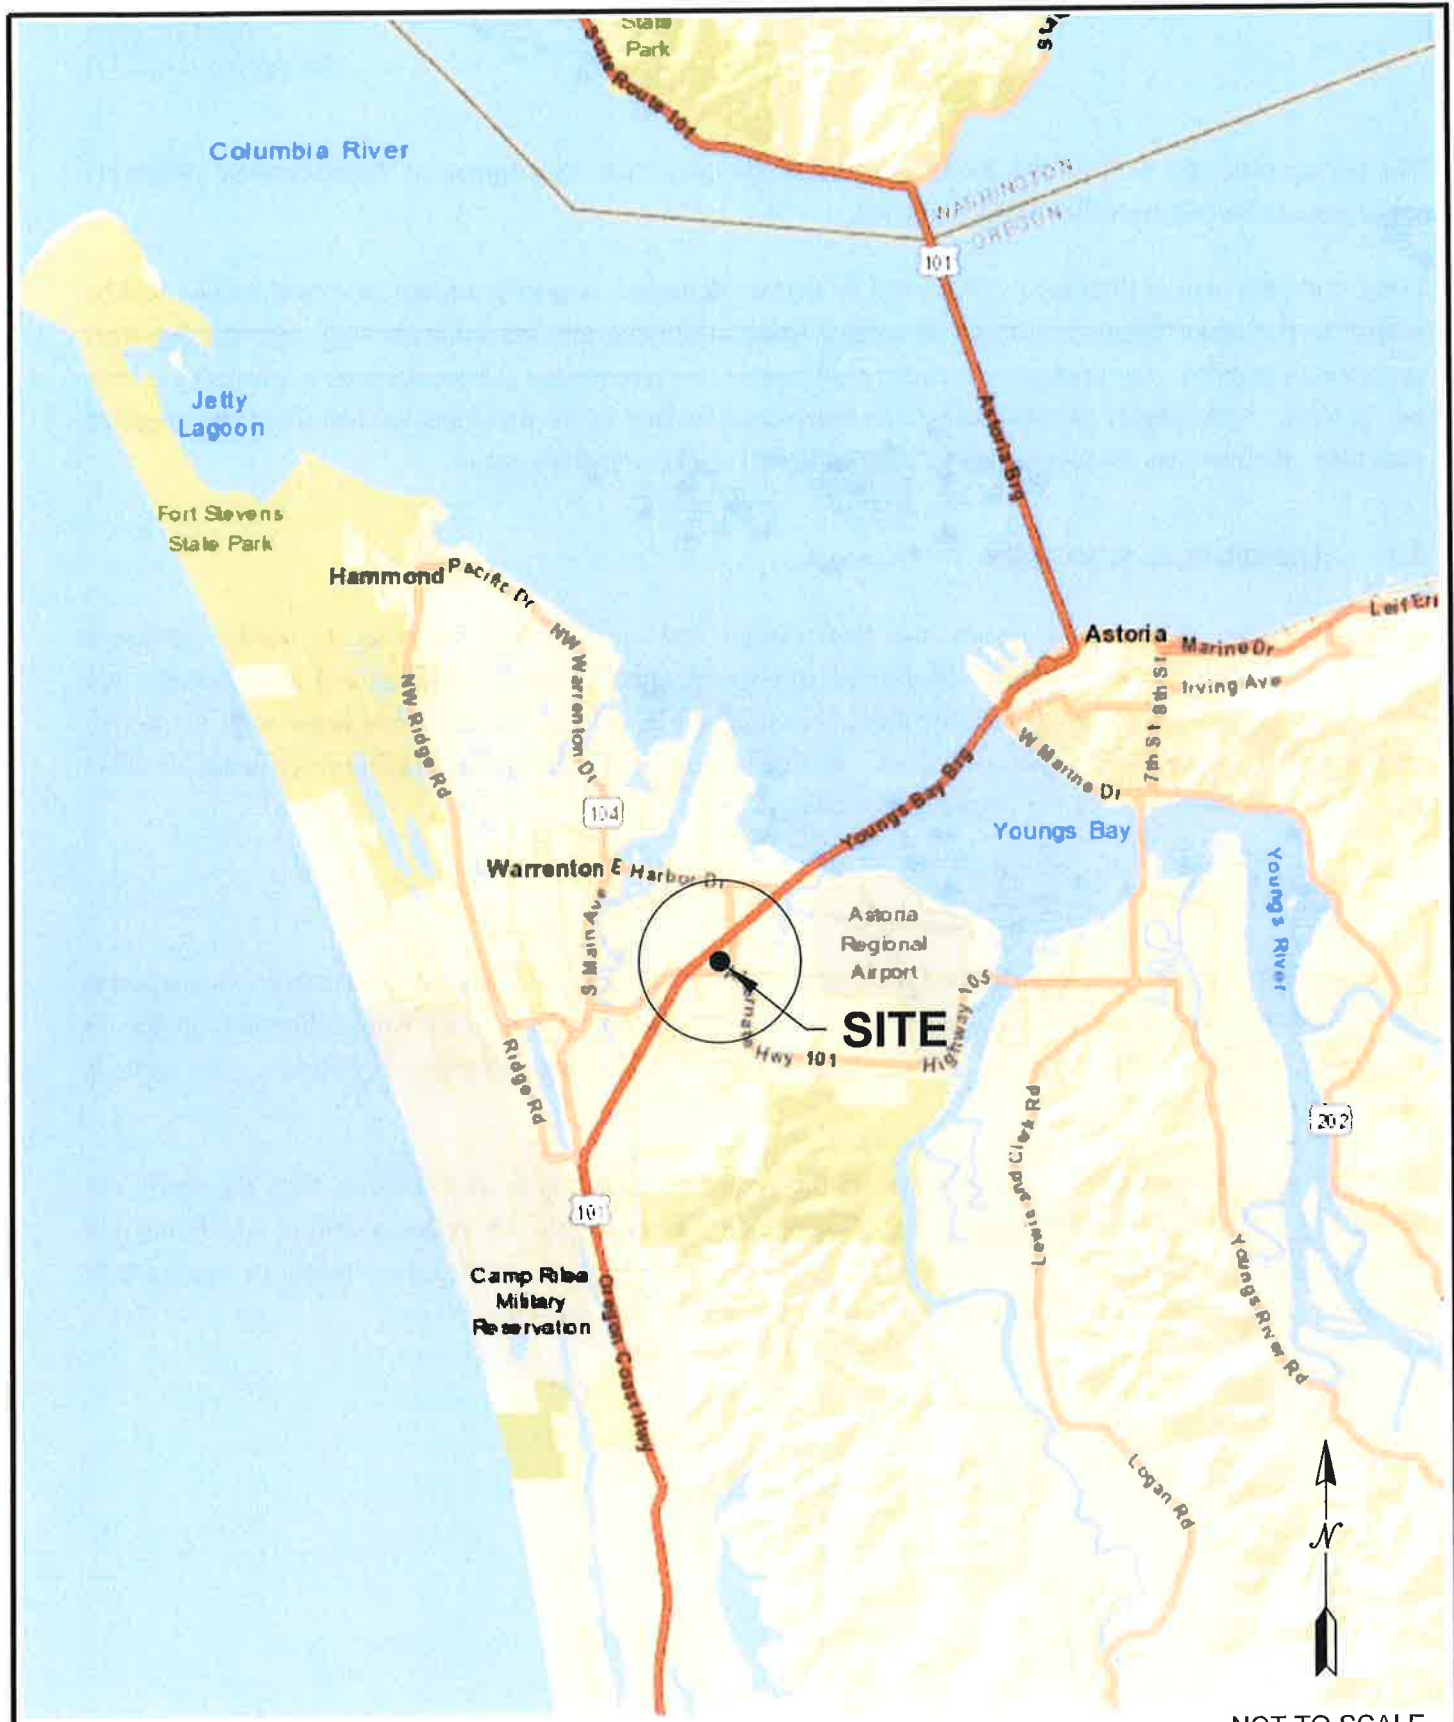 State
Park
State Route 101
Columbia River
WASHINGTON
OREGON
101
Jetty
Lagoon
Astoria Brg
Fort Stevens
State Park
Hammond
Pacific Dr
NW Warrenton Dr
NW Ridge Rd
Astoria
Marine Dr
Irving Ave
8th St
7th St
W Marine Dr
104
Youngs Bay Brg
Youngs Bay
Youngs River
Warrenton
E Harbor Dr
S Main Ave
Astoria
Regional
Airport
SITE
Hwy 101
Highway 105
Ridge Rd
Lewis and Clark Rd
202
101
Camp Rilea
Military
Reservation
Oregon Coast Hwy
Youngs River Rd
Logan Rd
N
NOT TO SCALE